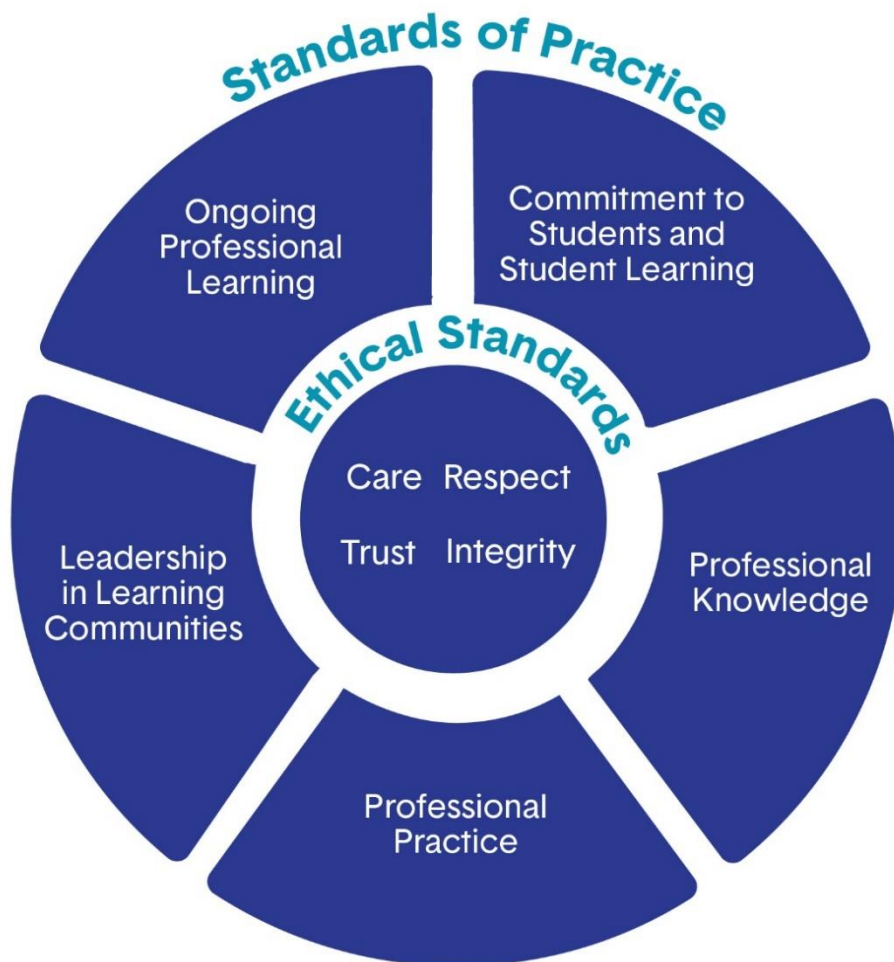 Standards of Practice
Ongoing
Professional
Learning
Commitment to
Students and
Student Learning
Ethical Standards
Care Respect
Trust Integrity
Leadership
in Learning
Communities
Professional
Knowledge
Professional
Practice